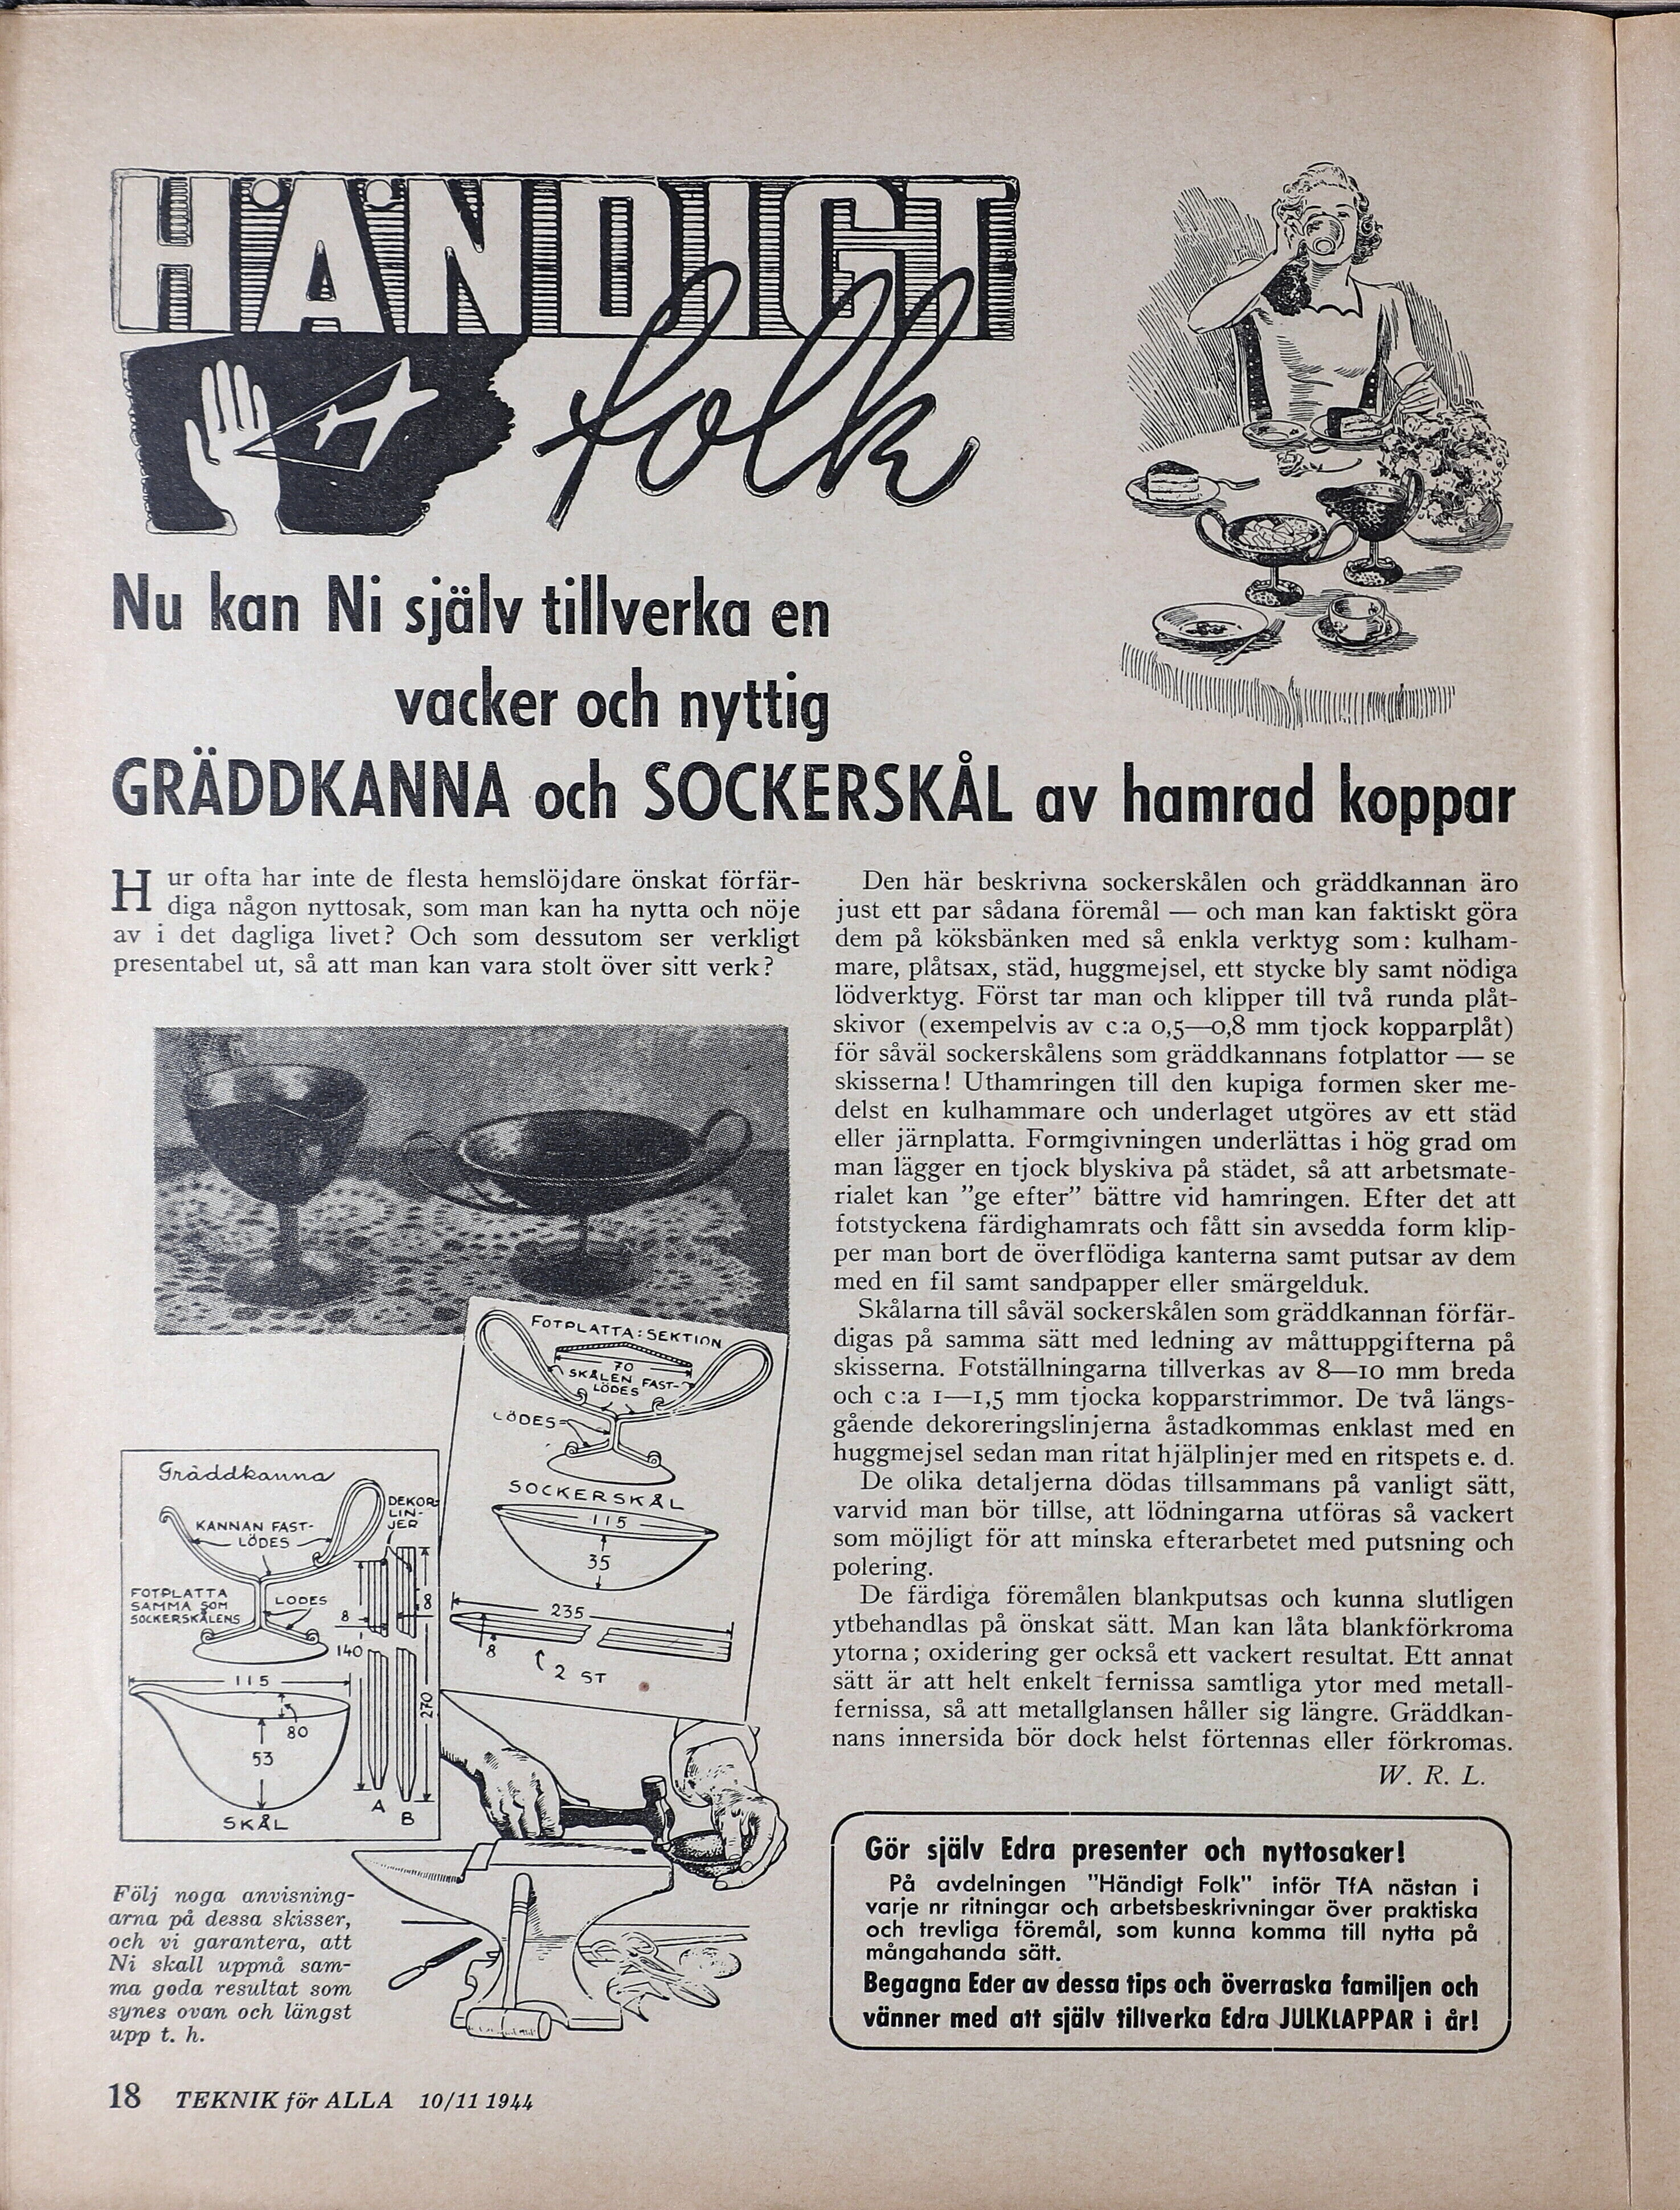 HÄNDIGT
folk
Nu kan Ni själv tillverka en
vacker och nyttig
GRÄDDKANNA och SOCKERSKÅL av hamrad koppar
Hur ofta har inte de flesta hemslöjdare önskat förfär-
diga någon nyttosak, som man kan ha nytta och nöje
av i det dagliga livet? Och som dessutom ser verkligt
presentabel ut, så att man kan vara stolt över sitt verk?
FOTPLATTA: SEKTION
70
SKÅLEN FAST-
LÖDES
LÖDES
SOCKERSKÅL
115
35
235
8
2 ST
Gräddkanna
DEKOR-
LIN-
JER
KANNAN FAST-
LÖDES
FOTPLATTA
SAMMA SOM
SOCKERSKÅLENS
LÖDES
8
8
140
270
115
80
53
SKÅL
A
B
Följ noga anvisning-
arna på dessa skisser,
och vi garantera, att
Ni skall uppnå sam-
ma goda resultat som
synes ovan och längst
upp t. h.
Den här beskrivna sockerskålen och gräddkannan äro
just ett par sådana föremål — och man kan faktiskt göra
dem på köksbänken med så enkla verktyg som: kulham-
mare, plåtsax, städ, huggmejsel, ett stycke bly samt nödiga
lödverktyg. Först tar man och klipper till två runda plåt-
skivor (exempelvis av c:a 0,5—0,8 mm tjock kopparplåt)
för såväl sockerskålens som gräddkannans fotplattor — se
skisserna! Uthamringen till den kupiga formen sker me-
delst en kulhammare och underlaget utgöres av ett städ
eller järnplatta. Formgivningen underlättas i hög grad om
man lägger en tjock blyskiva på städet, så att arbetsmate-
rialet kan ”ge efter” bättre vid hamringen. Efter det att
fotstyckena färdighamrats och fått sin avsedda form klip-
per man bort de överflödiga kanterna samt putsar av dem
med en fil samt sandpapper eller smärgelduk.
Skålarna till såväl sockerskålen som gräddkannan förfär-
digas på samma sätt med ledning av måttuppgifterna på
skisserna. Fotställningarna tillverkas av 8—10 mm breda
och c:a 1—1,5 mm tjocka kopparstrimmor. De två längs-
gående dekoreringslinjerna åstadkommas enklast med en
huggmejsel sedan man ritat hjälplinjer med en ritspets e. d.
De olika detaljerna dödas tillsammans på vanligt sätt,
varvid man bör tillse, att lödningarna utföras så vackert
som möjligt för att minska efterarbetet med putsning och
polering.
De färdiga föremålen blankputsas och kunna slutligen
ytbehandlas på önskat sätt. Man kan låta blankförkroma
ytorna; oxidering ger också ett vackert resultat. Ett annat
sätt är att helt enkelt fernissa samtliga ytor med metall-
fernissa, så att metallglansen håller sig längre. Gräddkan-
nans innersida bör dock helst förtennas eller förkromas.
W. R. L.
Gör själv Edra presenter och nyttosaker!
På avdelningen "Händigt Folk" inför TfA nästan i
varje nr ritningar och arbetsbeskrivningar över praktiska
och trevliga föremål, som kunna komma till nytta på
mångahanda sätt.
Begagna Eder av dessa tips och överraska familjen och
vänner med att själv tillverka Edra JULKLAPPAR i år!
18 TEKNIK för ALLA 10/11 1944